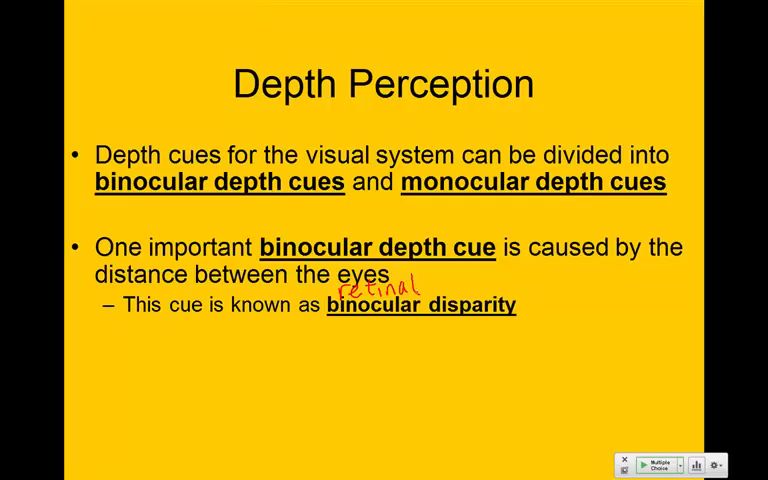 Depth Perception
• Depth cues for the visual system can be divided into
binocular depth cues and monocular depth cues
• One important binocular depth cue is caused by the
distance between the eyes
retinal
– This cue is known as binocular disparity
Multiple
Choice